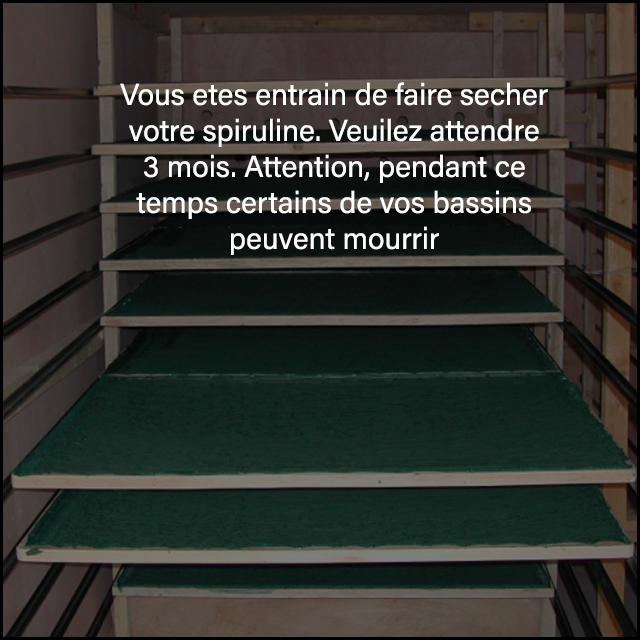 Vous etes entrain de faire secher
votre spiruline. Veuilez attendre
3 mois. Attention, pendant ce
temps certains de vos bassins
peuvent mourrir